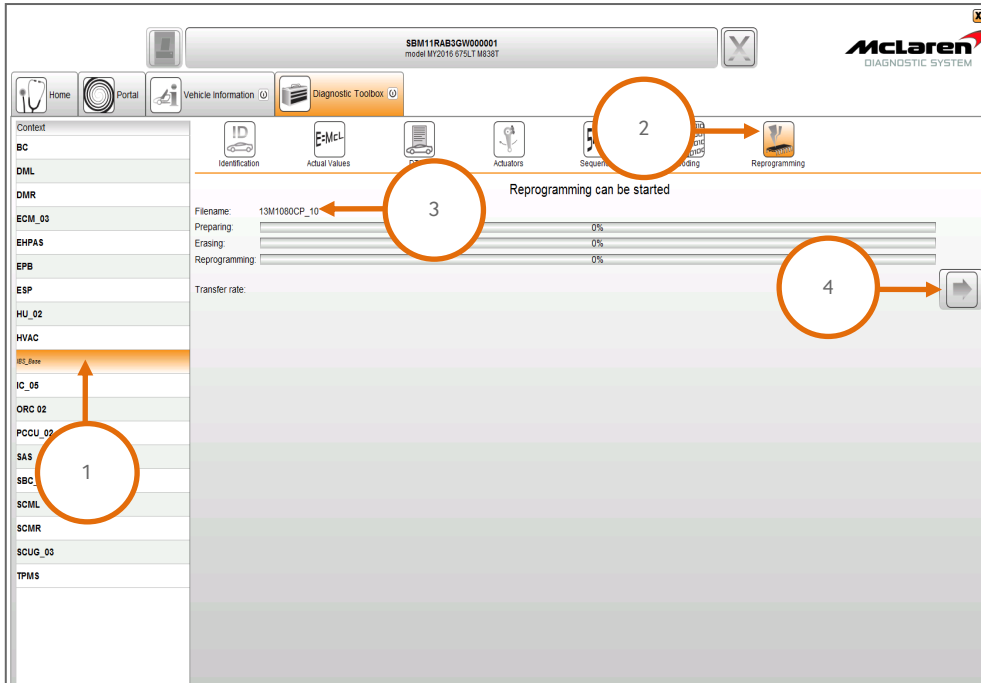 X
SBM11RAB3GW000001
model MY2016 675LT M838T
McLaren
DIAGNOSTIC SYSTEM
Home
Portal
Vehicle Information
Diagnostic Toolbox
Context
BC
DML
DMR
ECM_03
EHPAS
EPB
ESP
HU_02
HVAC
IBS_Base
IC_05
ORC 02
PCCU_02
SAS
SBC_
SCML
SCMR
SCUG_03
TPMS
ID
E=McL
Identification
Actual Values
Actuators
Reprogramming
Reprogramming can be started
Filename: 13M1080CP_10
Preparing: 0%
Erasing: 0%
Reprogramming: 0%
Transfer rate:
1
2
3
4